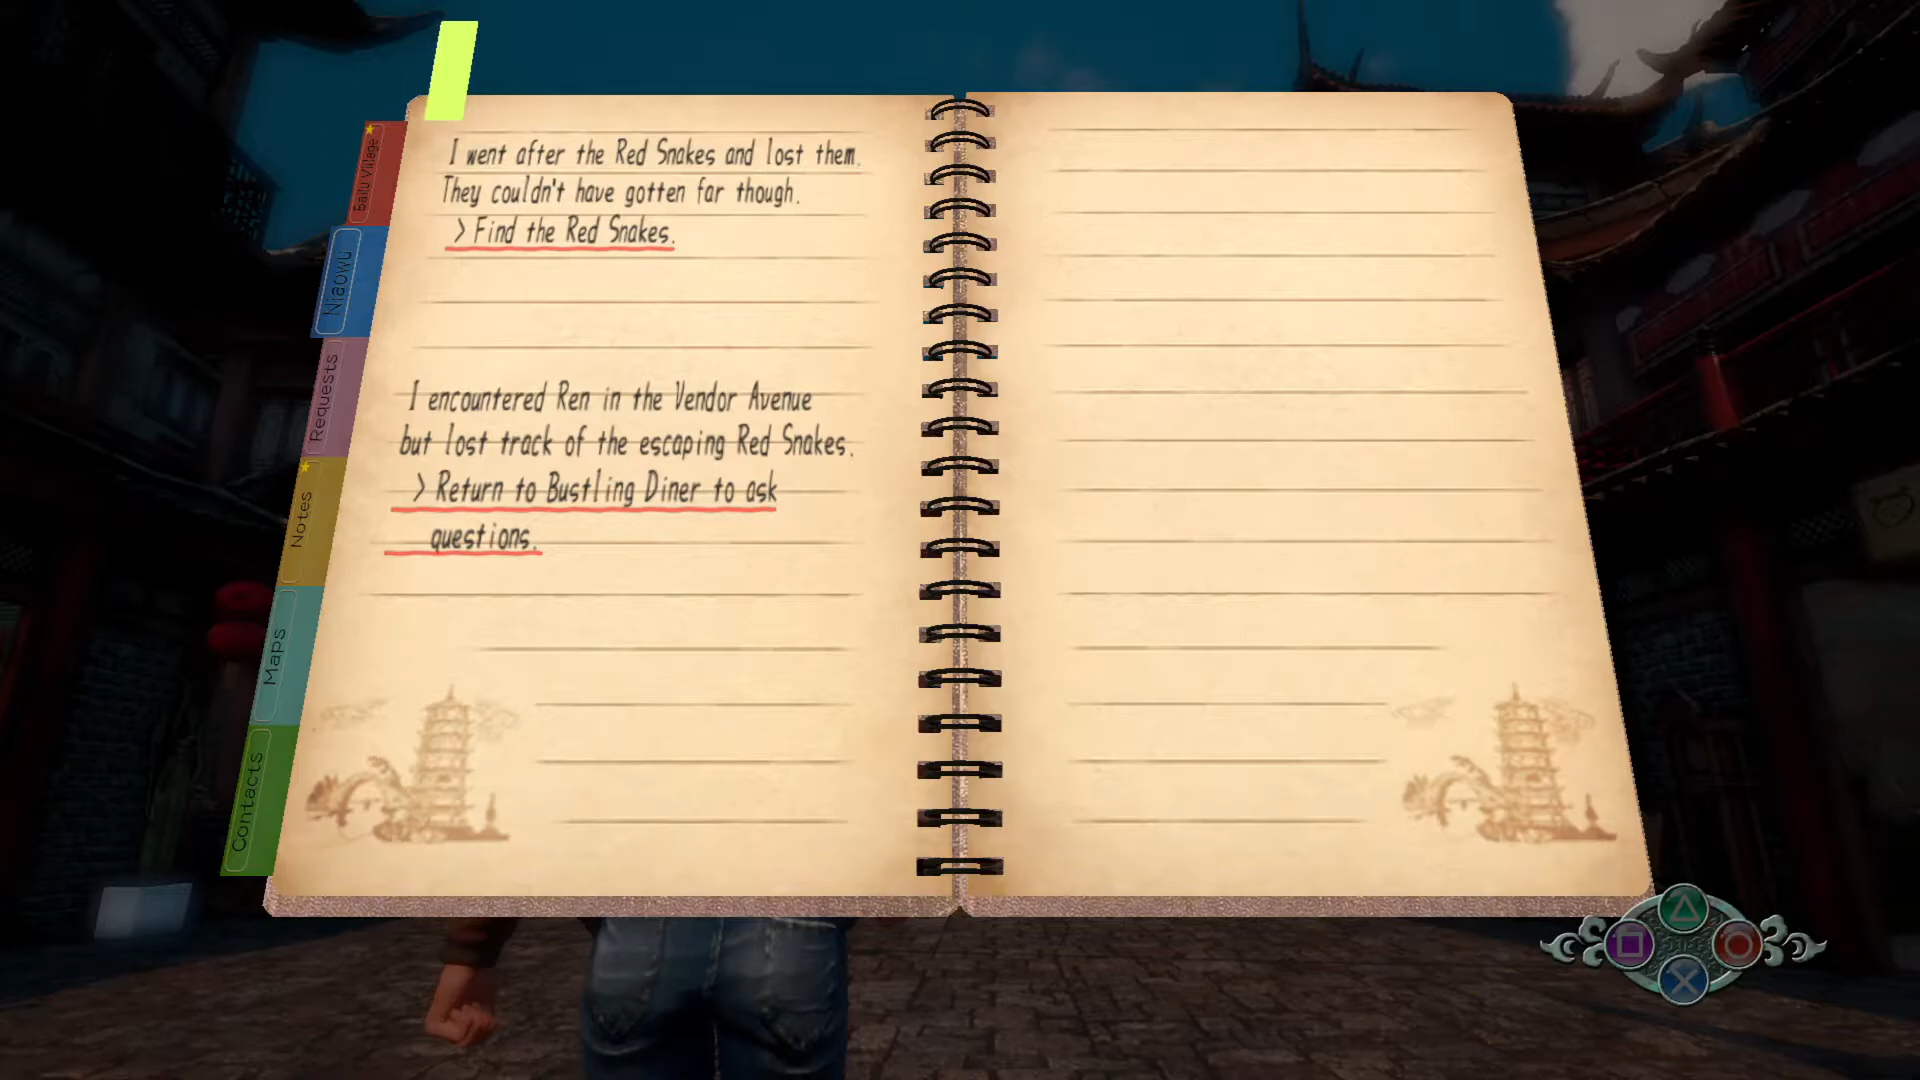 I went after the Red Snakes and lost them.
They couldn't have gotten far though.
> Find the Red Snakes.
I encountered Ren in the Vendor Avenue
but lost track of the escaping Red Snakes.
> Return to Bustling Diner to ask
questions.
Bailu Village
Niaowu
Requests
Notes
Maps
Contacts